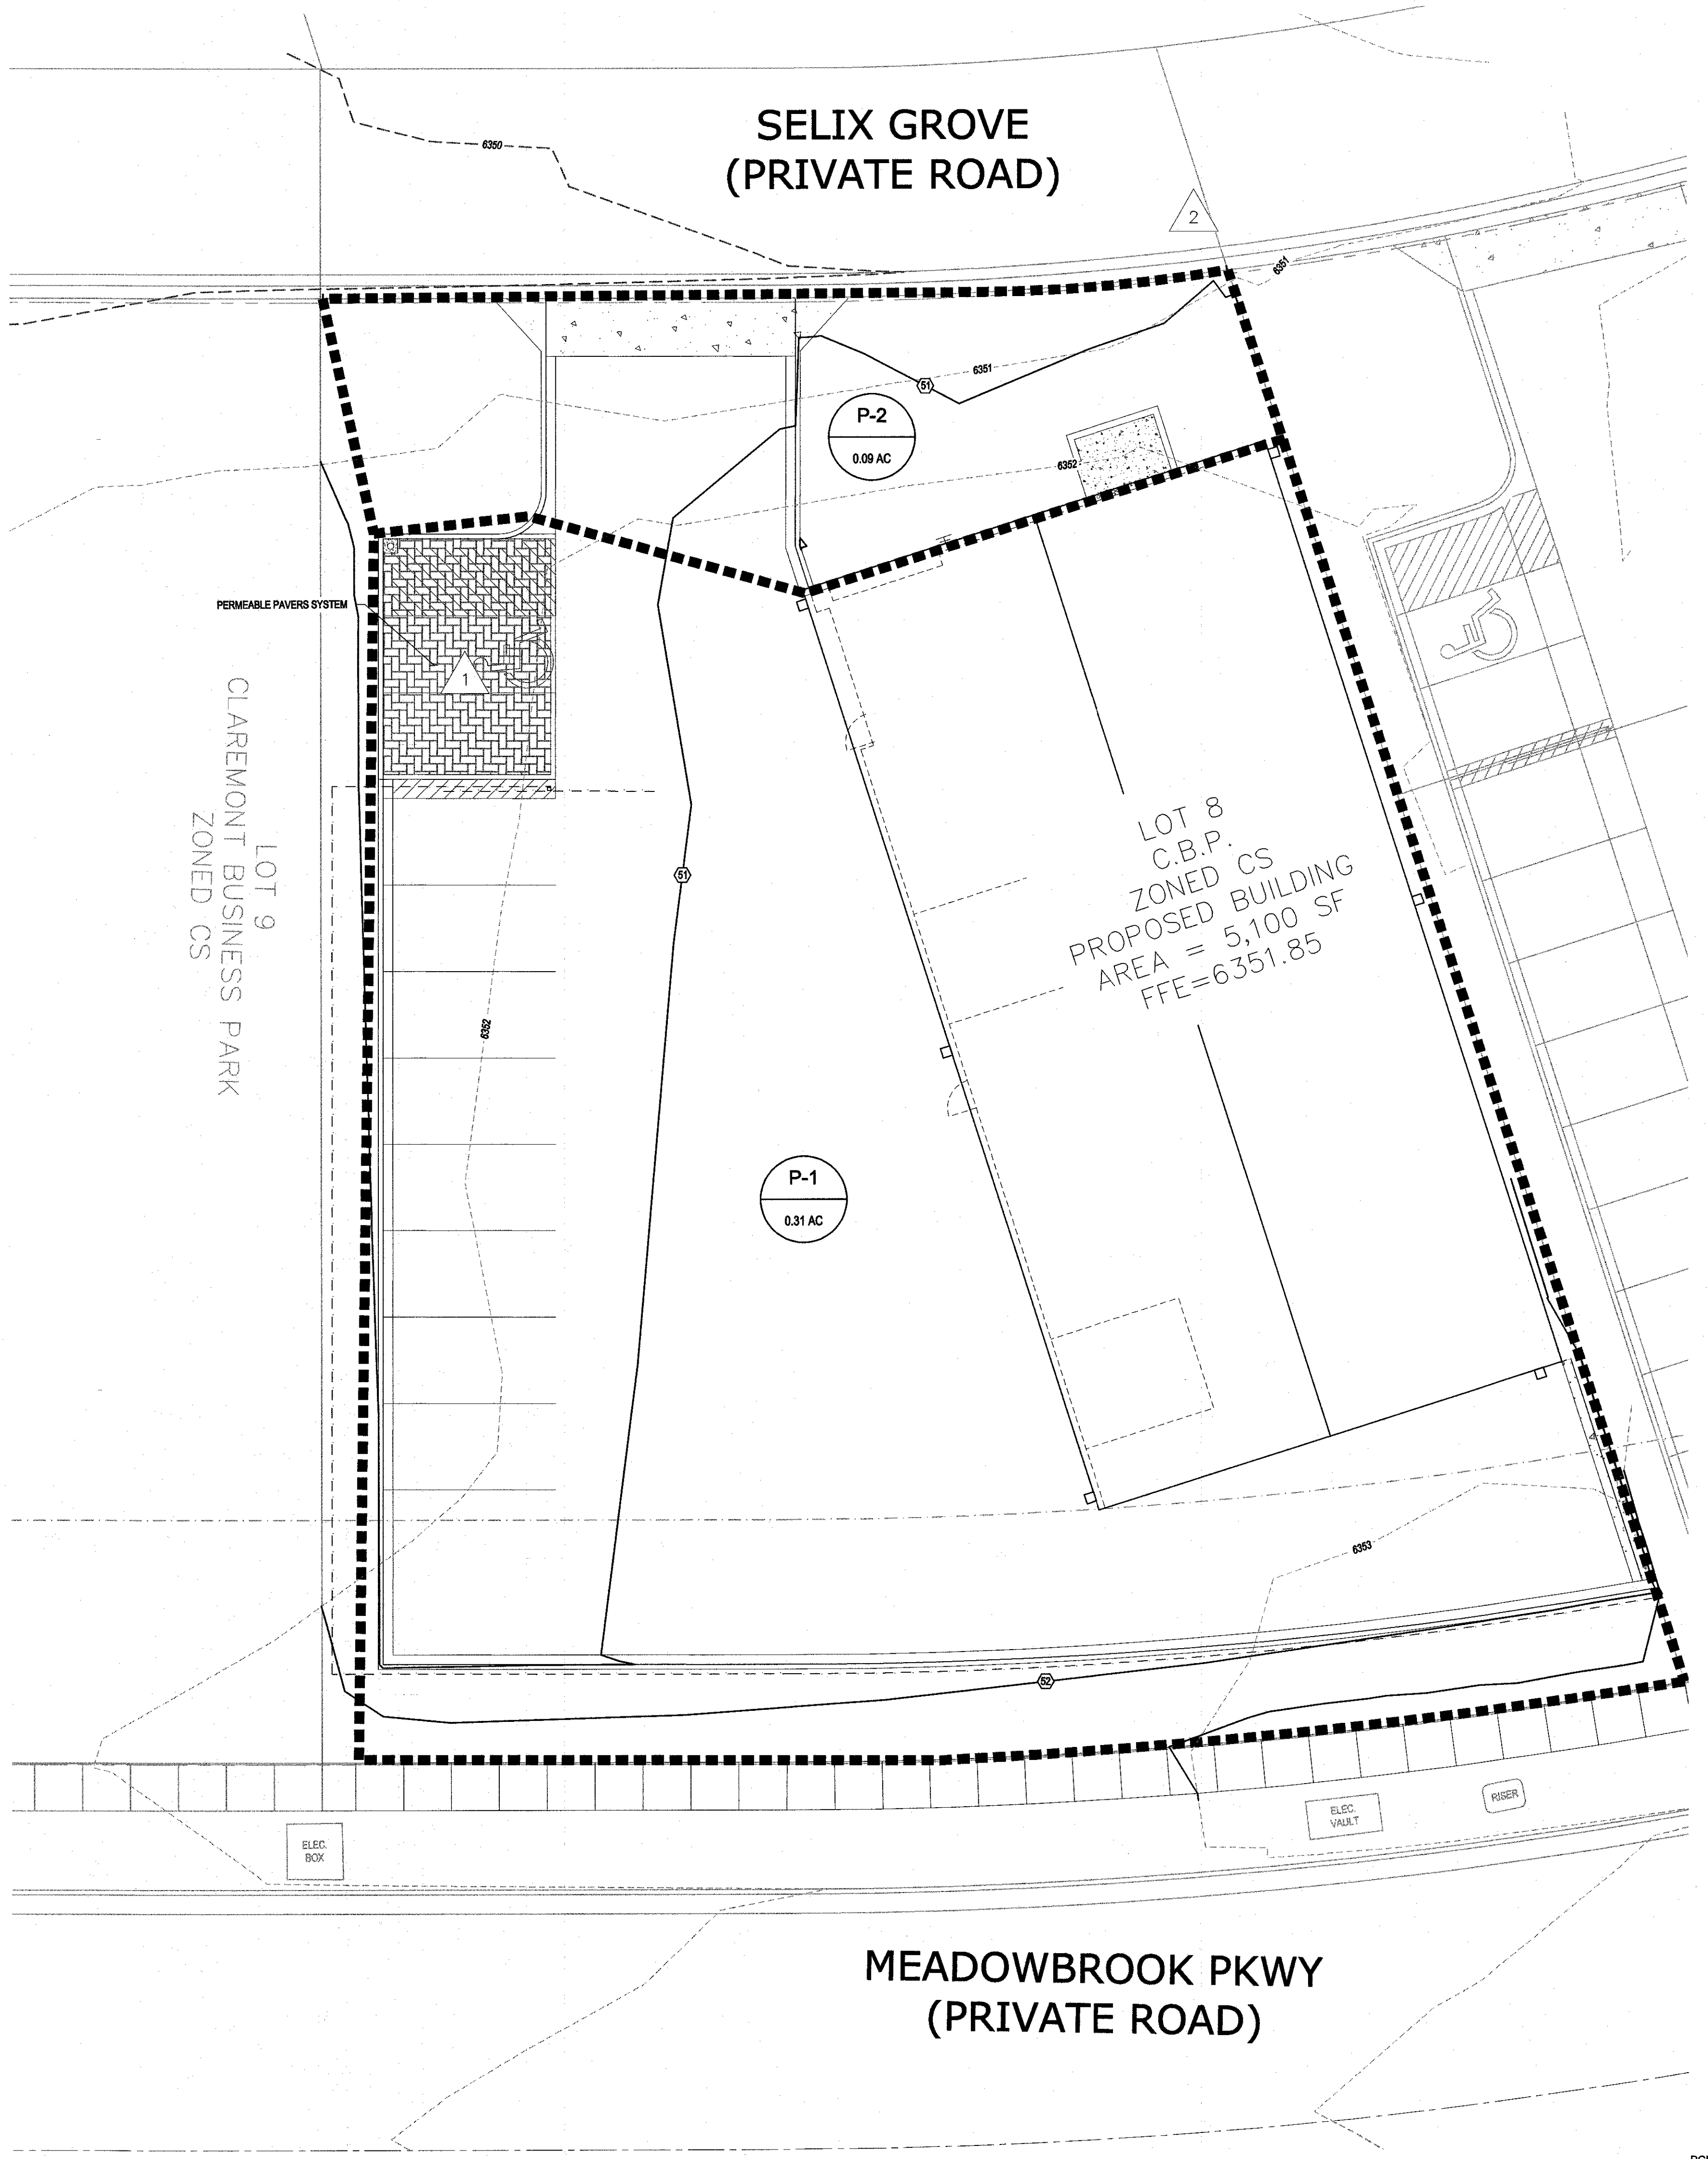 SELIX GROVE
(PRIVATE ROAD)
6350
2
6351
6351
51
P-2
0.09 AC
6352
PERMEABLE PAVERS SYSTEM
1
LOT 9
CLAREMONT BUSINESS PARK
ZONED CS
51
LOT 8
C.B.P.
ZONED CS
PROPOSED BUILDING
AREA = 5,100 SF
FFE=6351.85
6352
P-1
0.31 AC
6353
52
ELEC.
BOX
ELEC.
VAULT
RISER
MEADOWBROOK PKWY
(PRIVATE ROAD)